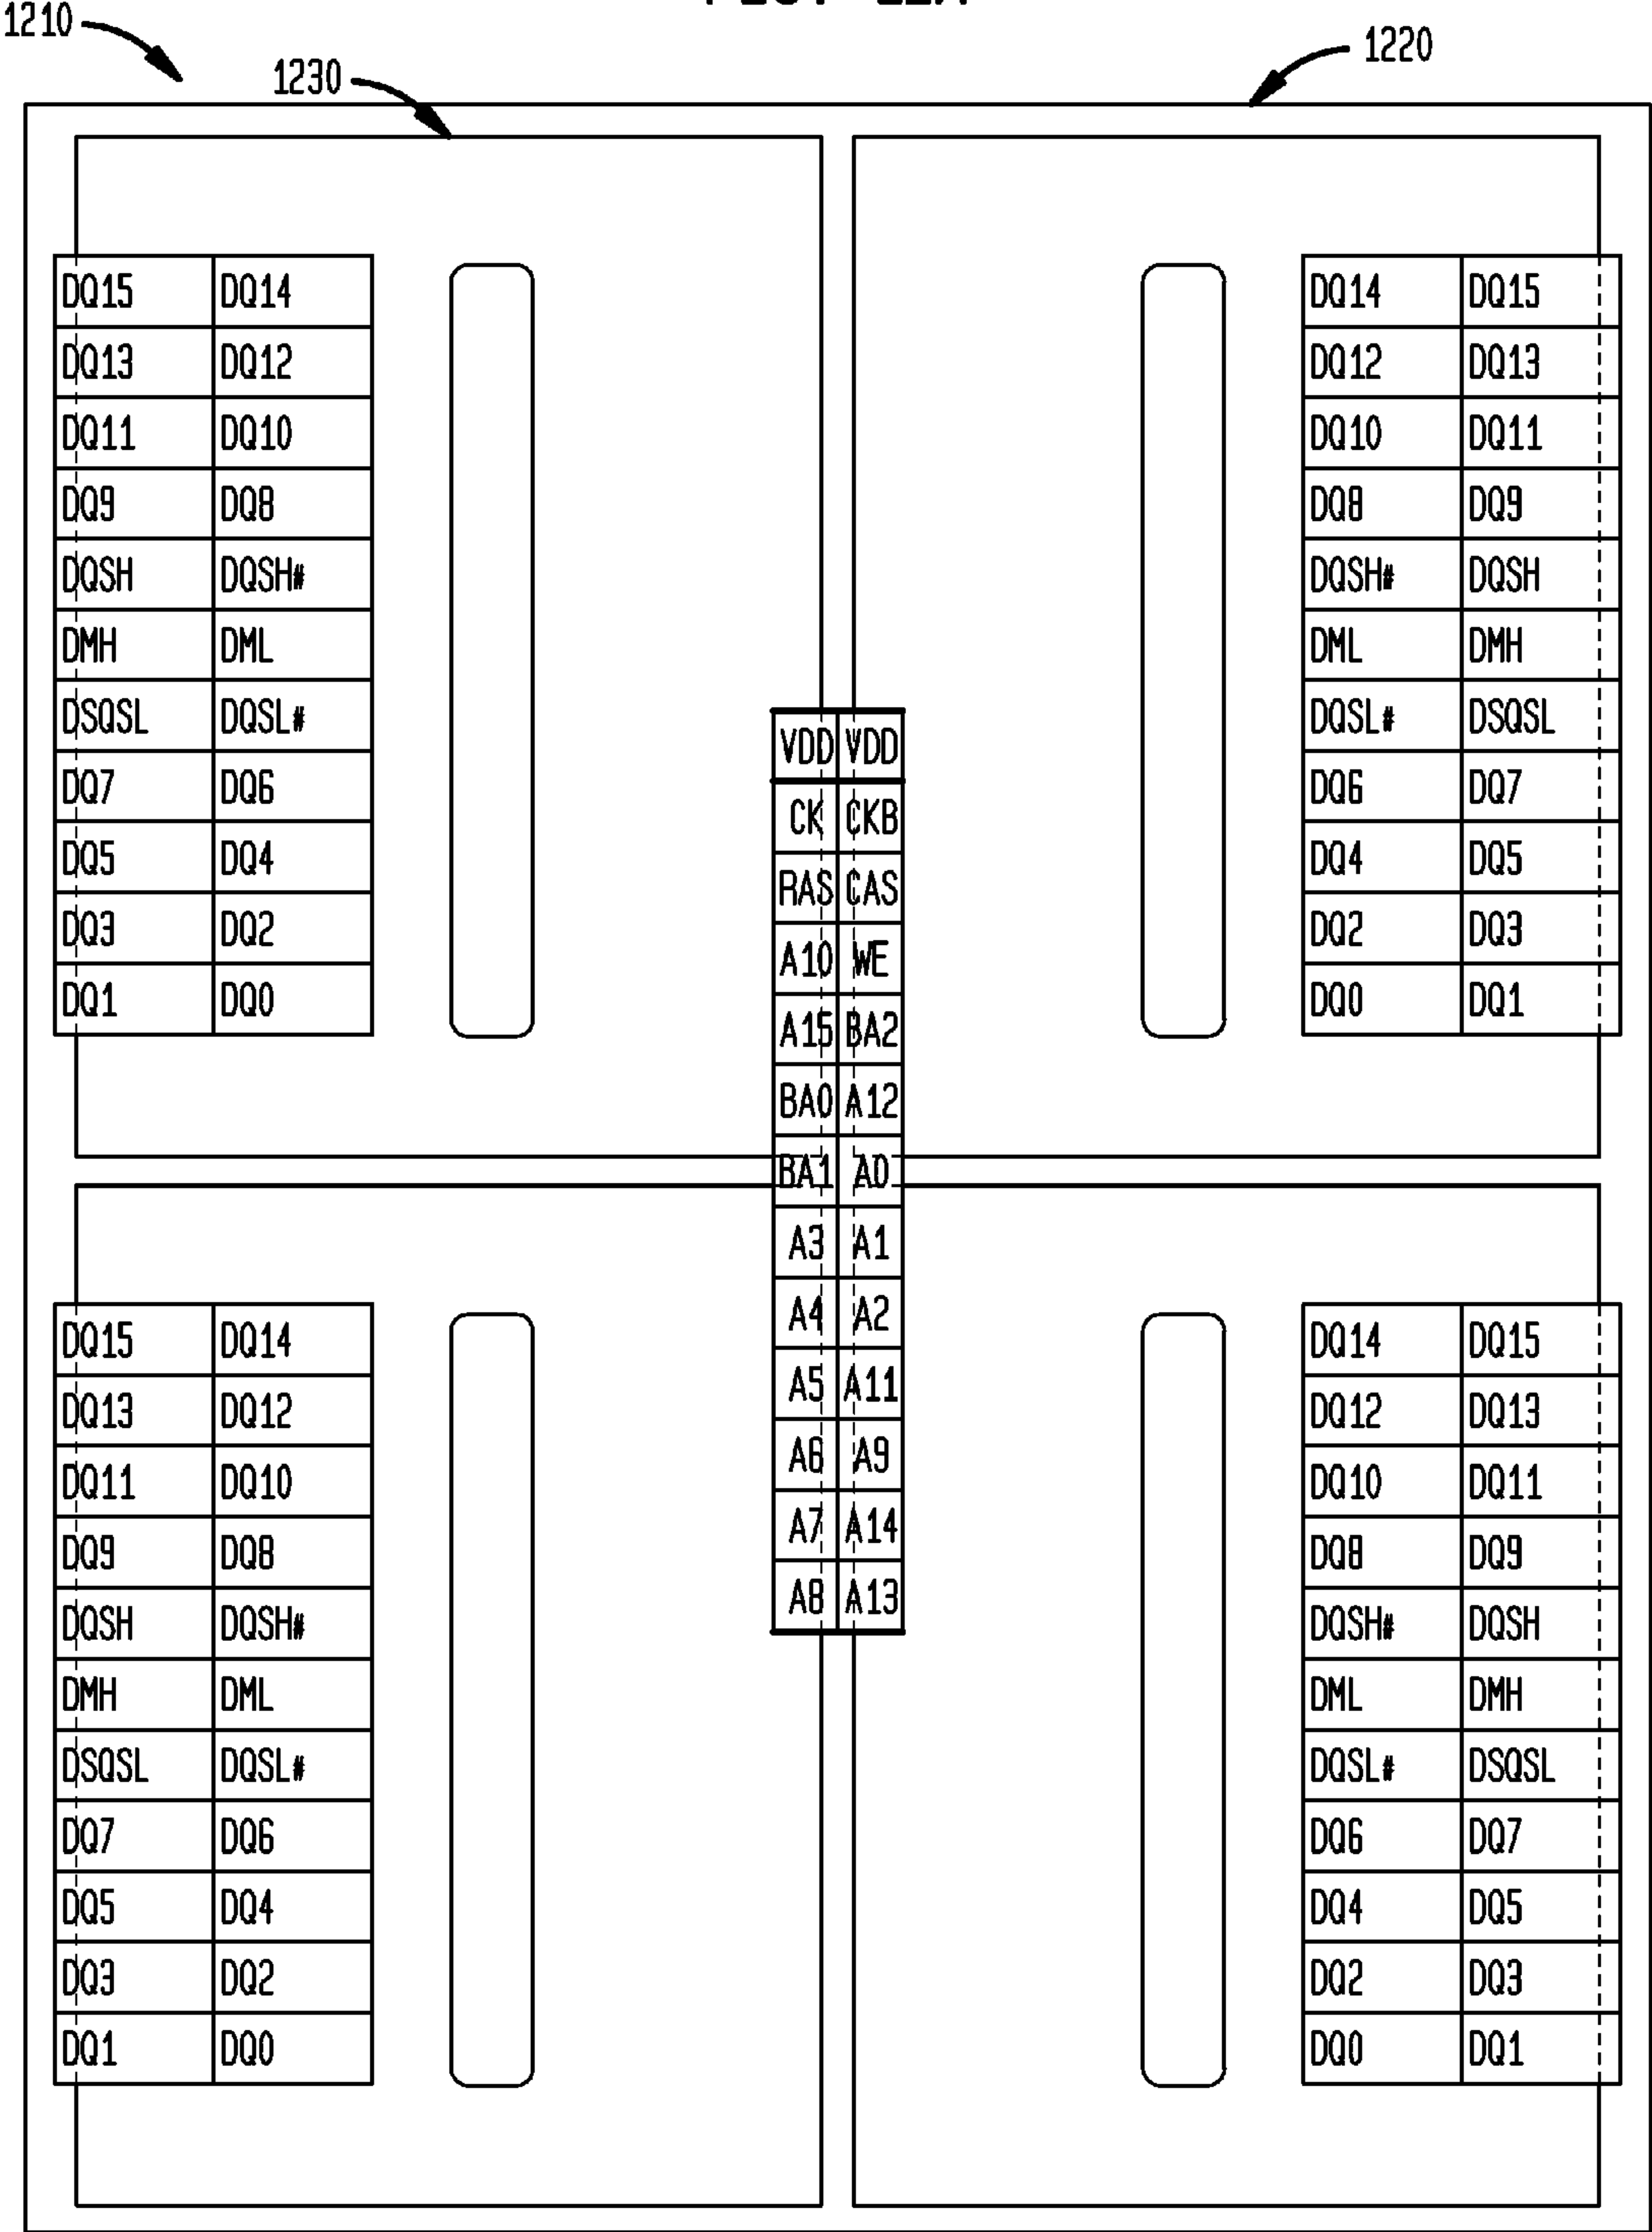 1210
1230
1220
DQ15 DQ14 DQ14 DQ15
DQ13 DQ12 DQ12 DQ13
DQ11 DQ10 DQ10 DQ11
DQ9 DQ8 DQ8 DQ9
DQSH DQSH# DQSH# DQSH
DMH DML DML DMH
DSQSL DQSL# DQSL# DSQSL
VDD VDD
DQ7 DQ6 DQ6 DQ7
CK CKB
DQ5 DQ4 DQ4 DQ5
RAS CAS
DQ3 DQ2 DQ2 DQ3
A10 WE
DQ1 DQ0 DQ0 DQ1
A15 BA2
BA0 A12
BA1 A0
A3 A1
A4 A2
DQ15 DQ14 DQ14 DQ15
A5 A11
DQ13 DQ12 DQ12 DQ13
A6 A9
DQ11 DQ10 DQ10 DQ11
A7 A14
DQ9 DQ8 DQ8 DQ9
A8 A13
DQSH DQSH# DQSH# DQSH
DMH DML DML DMH
DSQSL DQSL# DQSL# DSQSL
DQ7 DQ6 DQ6 DQ7
DQ5 DQ4 DQ4 DQ5
DQ3 DQ2 DQ2 DQ3
DQ1 DQ0 DQ0 DQ1